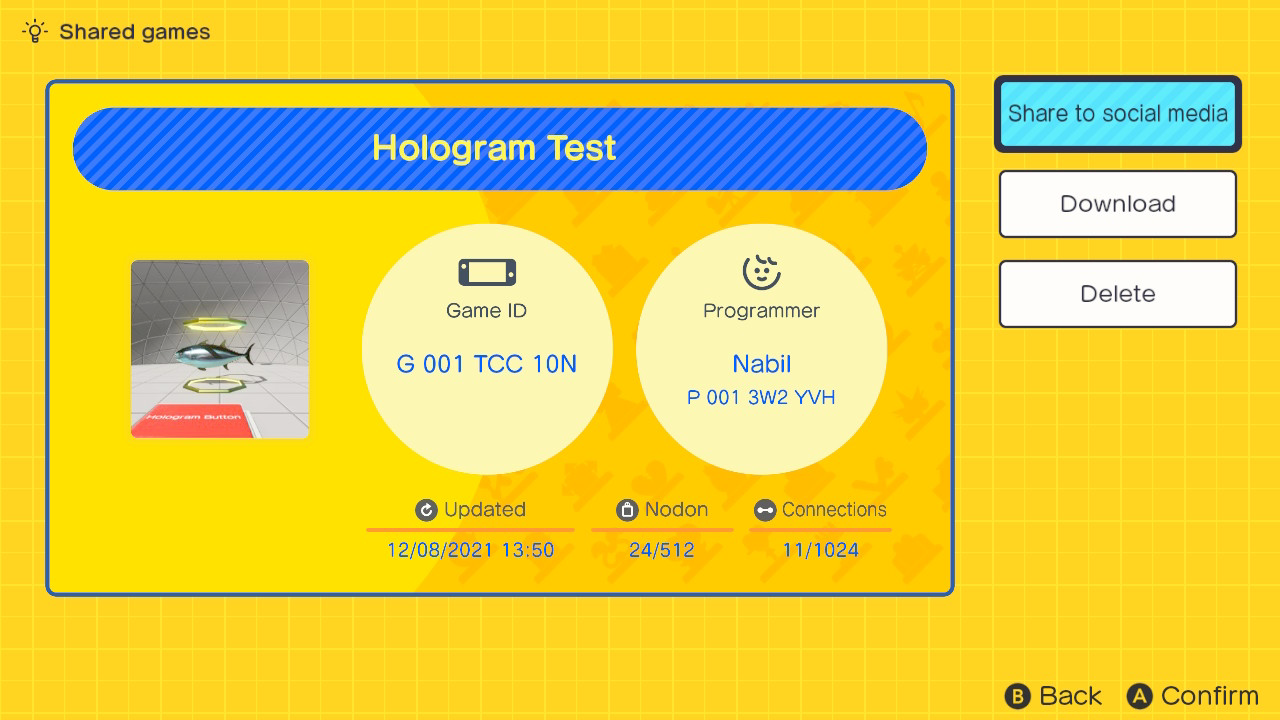 Shared games
Hologram Test
Share to social media
Download
Delete
Game ID
G 001 TCC 10N
Programmer
Nabil
P 001 3W2 YVH
Hologram Button
Updated
12/08/2021 13:50
Nodon
24/512
Connections
11/1024
B Back
A Confirm